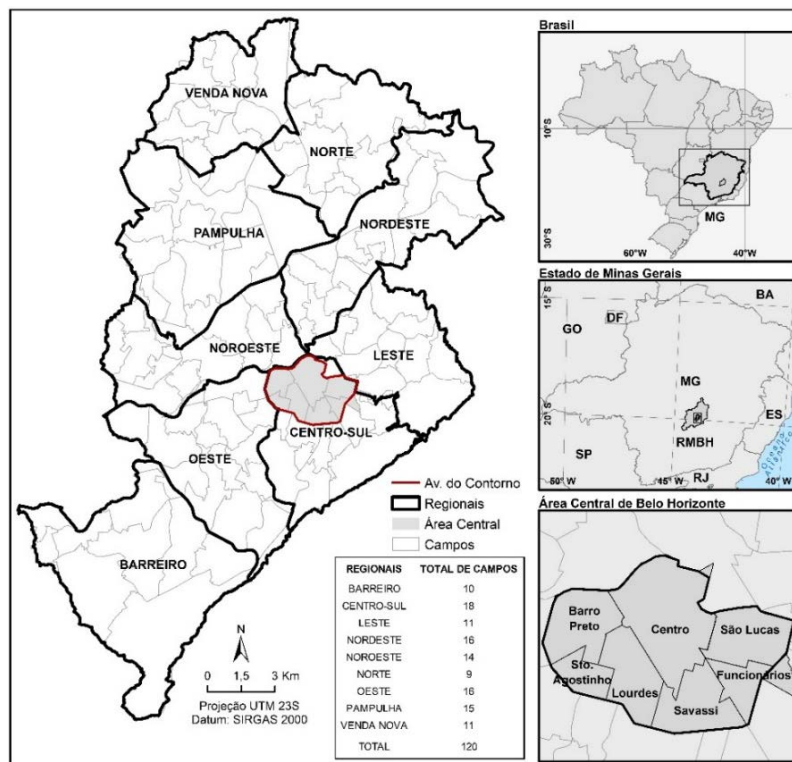 VENDA NOVA
NORTE
NORDESTE
PAMPULHA
NOROESTE
LESTE
CENTRO-SUL
OESTE
BARREIRO
Av. do Contorno
Regionais
Área Central
Campos
REGIONAIS TOTAL DE CAMPOS
BARREIRO 10
CENTRO-SUL 18
LESTE 11
NORDESTE 16
NOROESTE 14
NORTE 9
OESTE 16
PAMPULHA 15
VENDA NOVA 11
TOTAL 120
N
0 1,5 3 Km
Projeção UTM 23S
Datum: SIRGAS 2000
Brasil
10°S
30°S
MG
60°W 40°W
Estado de Minas Gerais
15°S
BA
DF
GO
MG
20°S
ES
RMBH
SP
RJ
Oceano
Atlântico
50° W 45° W 40° W
Área Central de Belo Horizonte
Barro
Preto
Centro
São Lucas
Sto.
Agostinho
Funcionários
Lourdes
Savassi